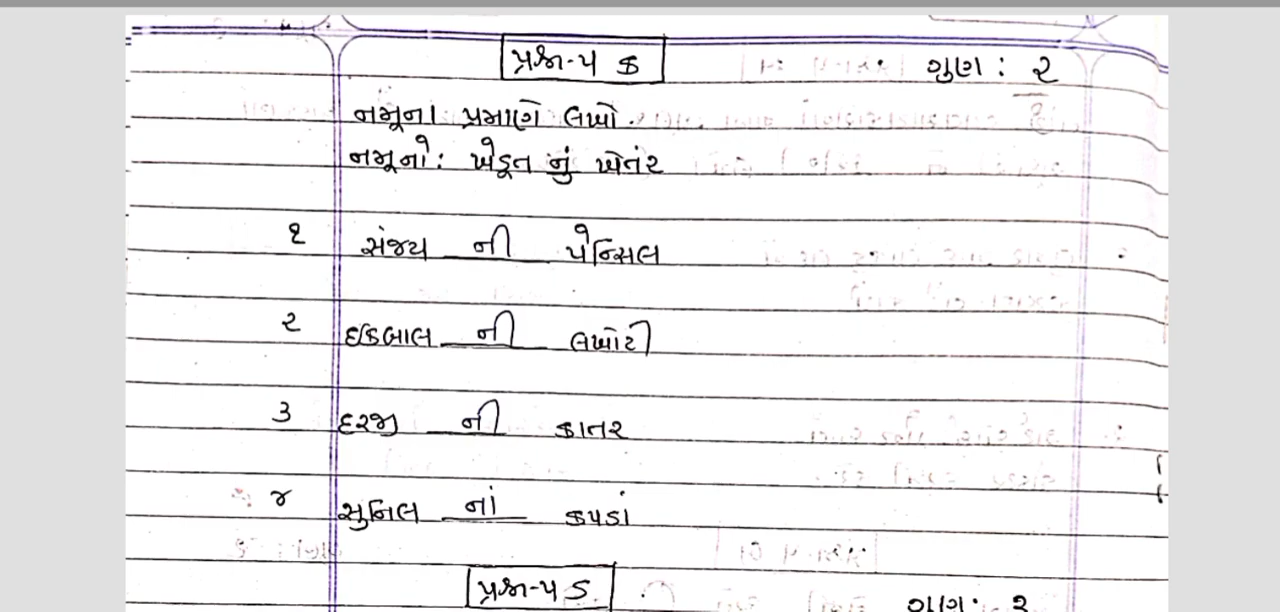 પ્રશ્ન-૫ ક ગુણ : ૨
નમૂના પ્રમાણે લખો.
નમૂનો : ખેડૂત નું ખેતર
૧ સંજય ની પેન્સિલ
૨ ઇકબાલ ની લખોટી
૩ દરજી ની કાતર
૪ સુનિલ નાં કપડાં
પ્રશ્ન-૫ ડ ગુણ : ૨